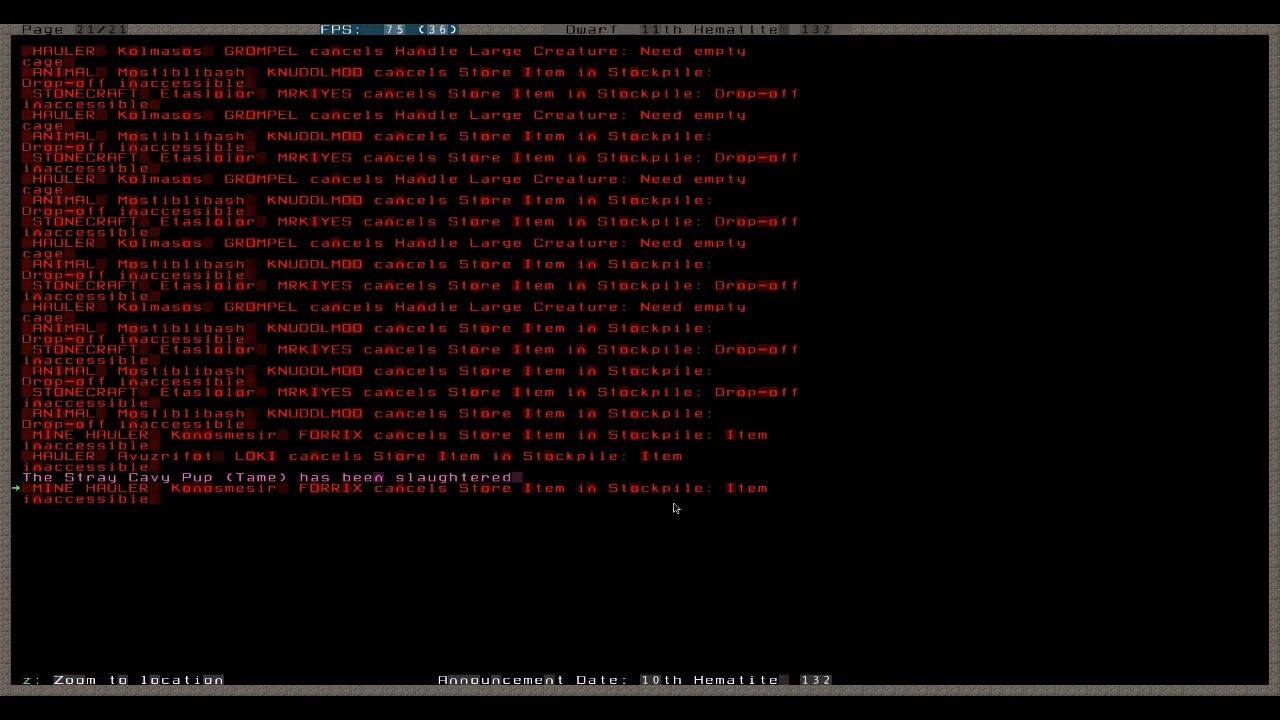 Page 21/21 FPS: 75 (36) Dwarf 11th Hematite 132
HAULER Kolmasos GROMPEL cancels Handle Large Creature: Need empty
cage
ANIMAL Mostiblibash KNUDDLMOO cancels Store Item in Stockpile:
Drop-off inaccessible
STONECRAFT Etaslolor MRKIYES cancels Store Item in Stockpile: Drop-off
inaccessible
HAULER Kolmasos GROMPEL cancels Handle Large Creature: Need empty
cage
ANIMAL Mostiblibash KNUDDLMOO cancels Store Item in Stockpile:
Drop-off inaccessible
STONECRAFT Etaslolor MRKIYES cancels Store Item in Stockpile: Drop-off
inaccessible
HAULER Kolmasos GROMPEL cancels Handle Large Creature: Need empty
cage
ANIMAL Mostiblibash KNUDDLMOO cancels Store Item in Stockpile:
Drop-off inaccessible
STONECRAFT Etaslolor MRKIYES cancels Store Item in Stockpile: Drop-off
inaccessible
HAULER Kolmasos GROMPEL cancels Handle Large Creature: Need empty
cage
ANIMAL Mostiblibash KNUDDLMOO cancels Store Item in Stockpile:
Drop-off inaccessible
STONECRAFT Etaslolor MRKIYES cancels Store Item in Stockpile: Drop-off
inaccessible
HAULER Kolmasos GROMPEL cancels Handle Large Creature: Need empty
cage
ANIMAL Mostiblibash KNUDDLMOO cancels Store Item in Stockpile:
Drop-off inaccessible
STONECRAFT Etaslolor MRKIYES cancels Store Item in Stockpile: Drop-off
inaccessible
ANIMAL Mostiblibash KNUDDLMOO cancels Store Item in Stockpile:
Drop-off inaccessible
STONECRAFT Etaslolor MRKIYES cancels Store Item in Stockpile: Drop-off
inaccessible
ANIMAL Mostiblibash KNUDDLMOO cancels Store Item in Stockpile:
Drop-off inaccessible
MINE HAULER Konosmesir FORRIX cancels Store Item in Stockpile: Item
inaccessible
HAULER Avuzrifot LOKI cancels Store Item in Stockpile: Item
inaccessible
The Stray Cavy Pup (Tame) has been slaughtered
MINE HAULER Konosmesir FORRIX cancels Store Item in Stockpile: Item
inaccessible
z: Zoom to location Announcement Date: 10th Hematite 132